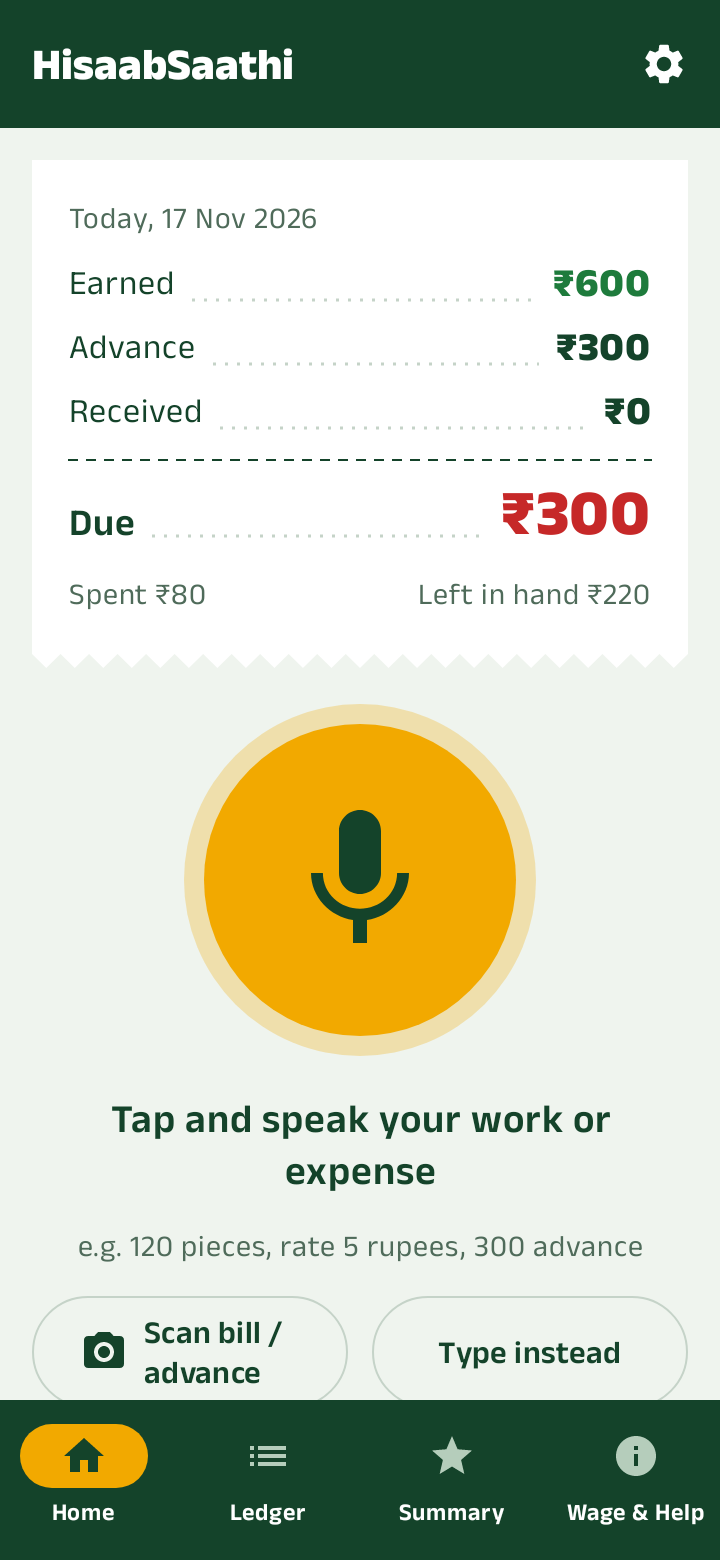 HisaabSaathi
Today, 17 Nov 2026
Earned ₹600
Advance ₹300
Received ₹0
Due ₹300
Spent ₹80 Left in hand ₹220
Tap and speak your work or
expense
e.g. 120 pieces, rate 5 rupees, 300 advance
Scan bill /
advance
Type instead
Home Ledger Summary Wage & Help